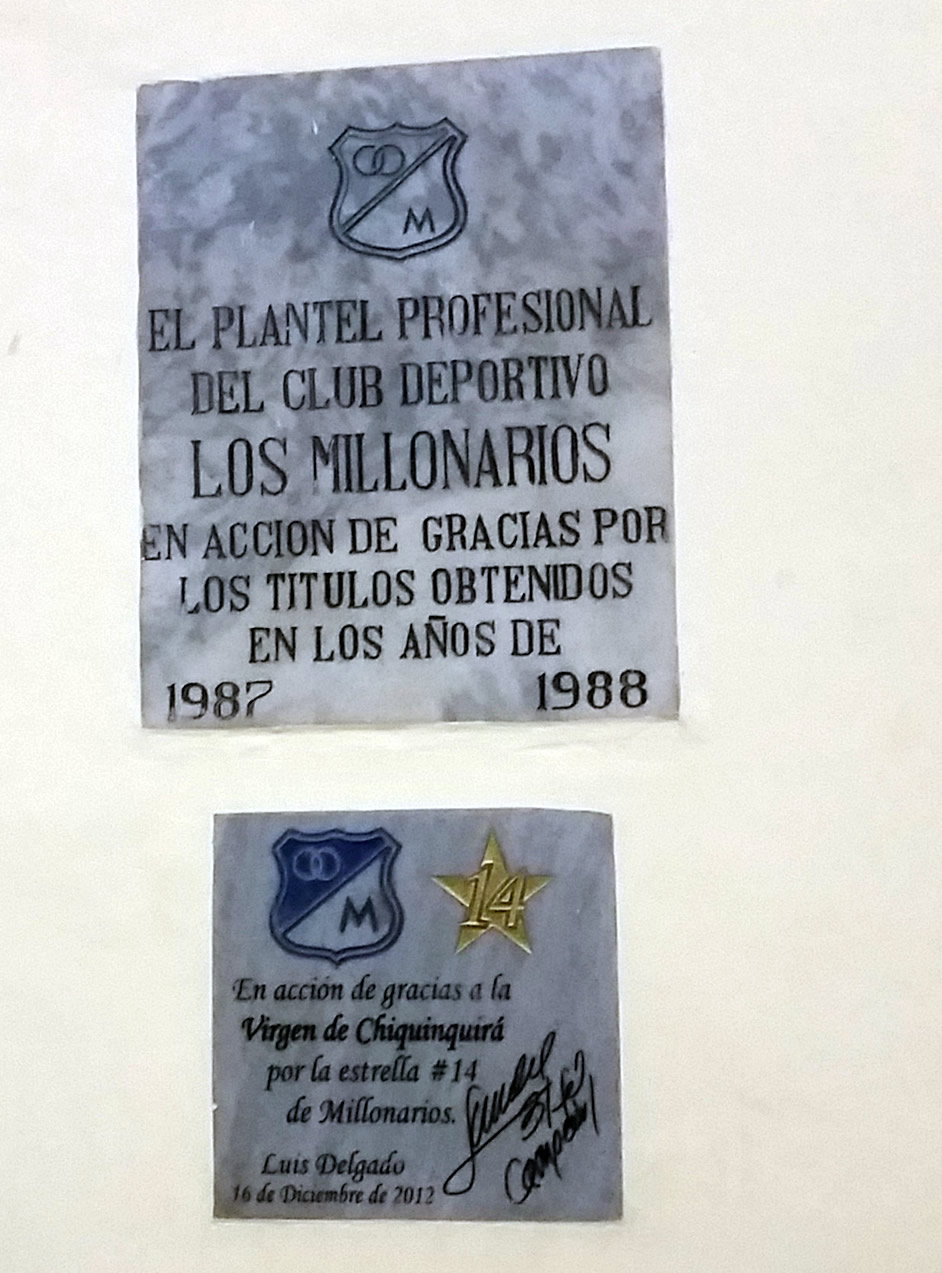 M
EL PLANTEL PROFESIONAL
DEL CLUB DEPORTIVO
LOS MILLONARIOS
EN ACCION DE GRACIAS POR
LOS TITULOS OBTENIDOS
EN LOS AÑOS DE
1987 1988
M 14
En acción de gracias a la
Virgen de Chiquinquirá
por la estrella #14
de Millonarios.
Luis Delgado
16 de Diciembre de 2012